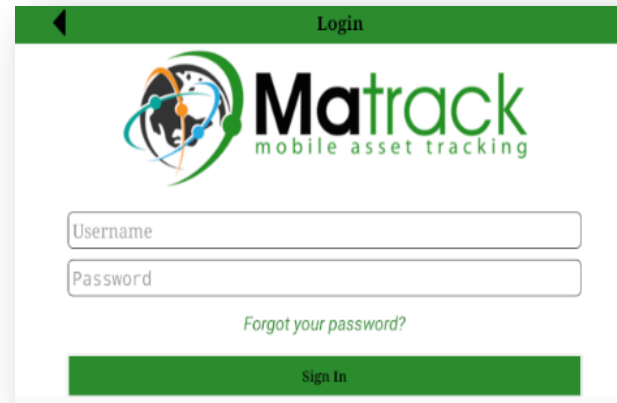 Login
Matrack
mobile asset tracking
Username
Password
Forgot your password?
Sign In